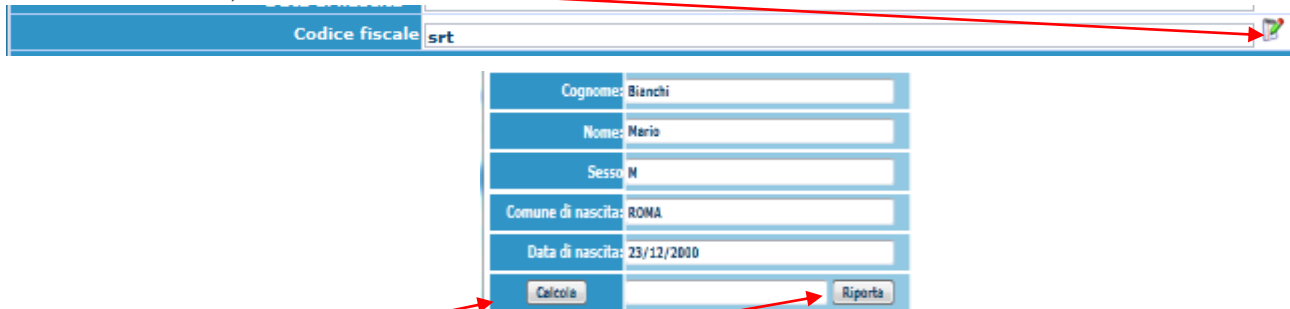 Codice fiscale srt
Cognome: Bianchi
Nome: Mario
Sesso M
Comune di nascita: ROMA
Data di nascita: 23/12/2000
Calcola Riporta